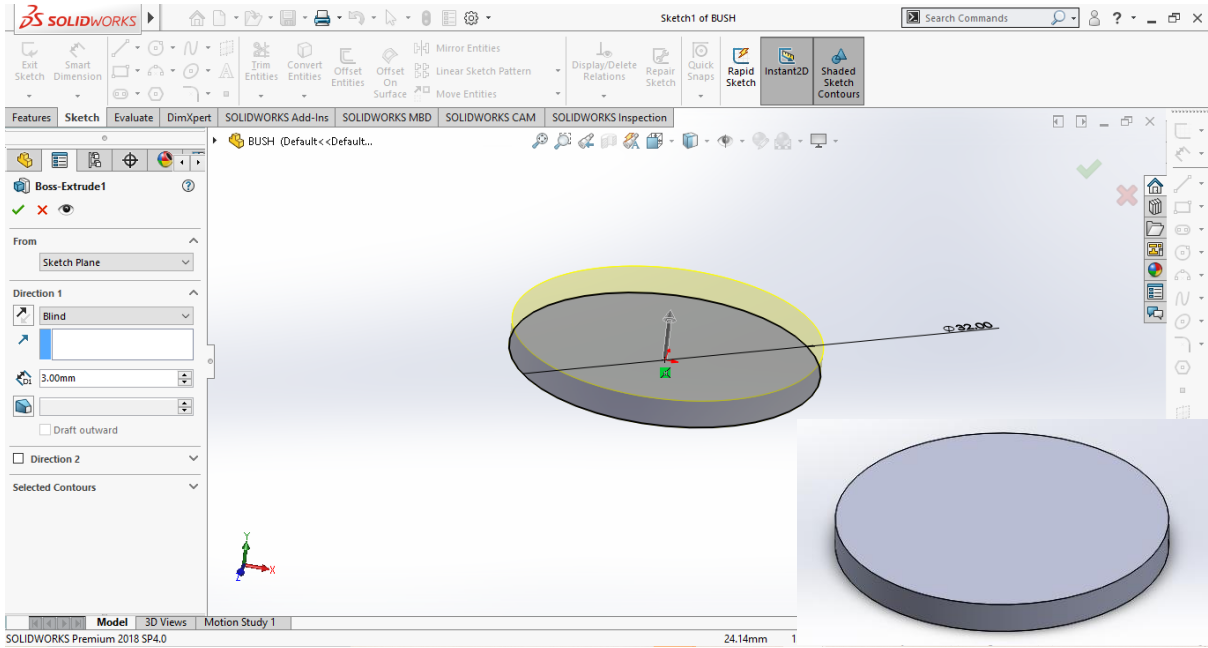 SOLIDWORKS
Sketch1 of BUSH
Search Commands
?
Exit Sketch
Smart Dimension
Trim Entities
Convert Entities
Offset Entities
Offset On Surface
Mirror Entities
Linear Sketch Pattern
Move Entities
Display/Delete Relations
Repair Sketch
Quick Snaps
Rapid Sketch
Instant2D
Shaded Sketch Contours
Features Sketch Evaluate DimXpert SOLIDWORKS Add-Ins SOLIDWORKS MBD SOLIDWORKS CAM SOLIDWORKS Inspection
BUSH (Default<<Default...
Boss-Extrude1
From
Sketch Plane
Direction 1
Blind
D1
3.00mm
Draft outward
Direction 2
Selected Contours
Φ32.00
Y
X
Z
Model 3D Views Motion Study 1
SOLIDWORKS Premium 2018 SP4.0
24.14mm 1